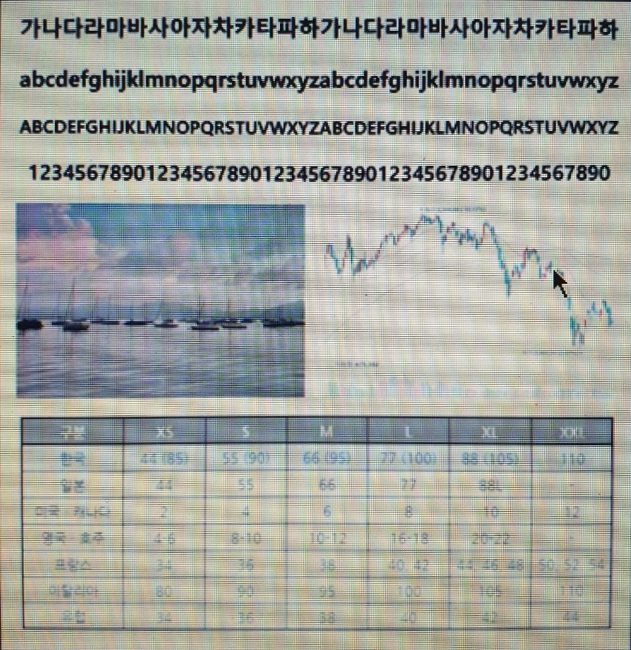 가나다라마바사아자차카타파하가나다라마바사아자차카타파하
abcdefghijklmnopqrstuvwxyzabcdefghijklmnopqrstuvwxyz
ABCDEFGHIJKLMNOPQRSTUVWXYZABCDEFGHIJKLMNOPQRSTUVWXYZ
12345678901234567890123456789012345678901234567890
구분 XS S M L XL XXL
한국 44 (85) 55 (90) 66 (95) 77 (100) 88 (105) 110
일본 44 55 66 77 88L -
미국 · 캐나다 2 4 6 8 10 12
영국 · 호주 4-6 8-10 10-12 16-18 20-22 -
프랑스 34 36 38 40, 42 44, 46, 48 50, 52, 54
이탈리아 80 90 95 100 105 110
유럽 34 36 38 40 42 44